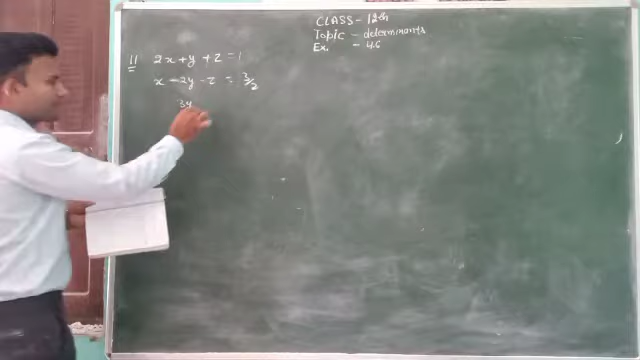 CLASS - 12th
Topic - determinants
Ex. - 4.6
11 2x + y + z = 1
x - 2y - z = 3/2
3y